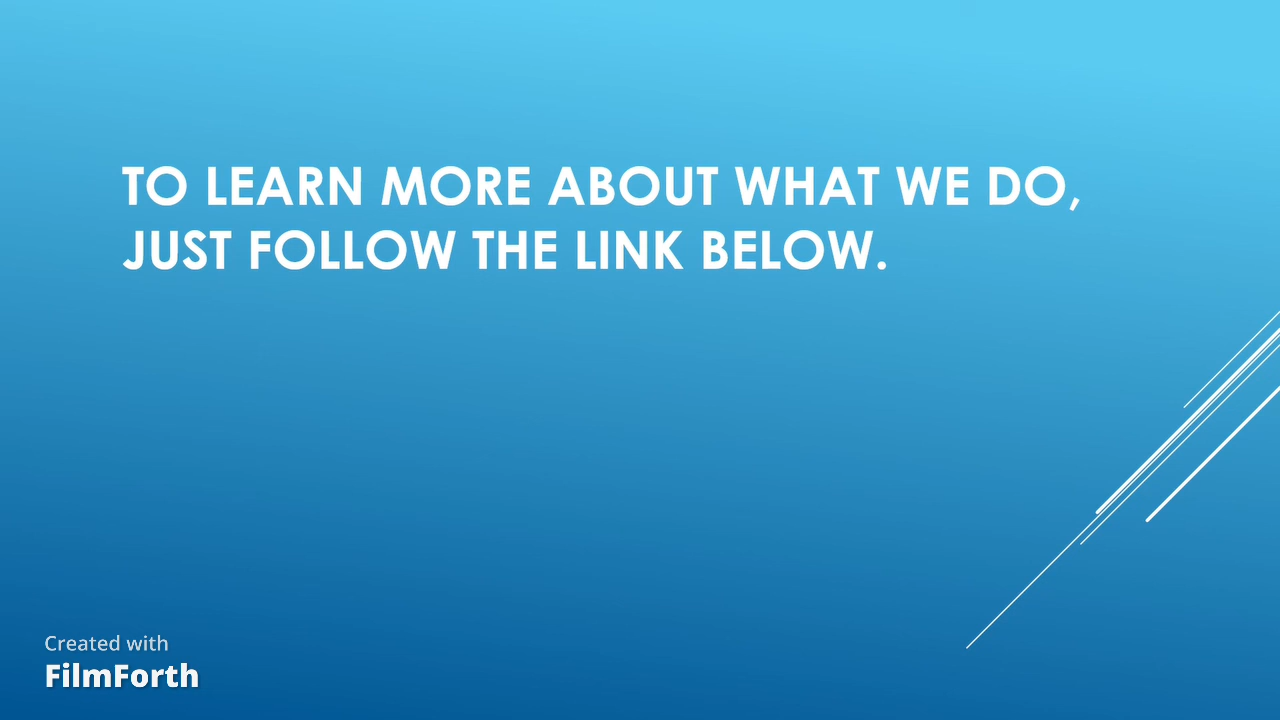 TO LEARN MORE ABOUT WHAT WE DO,
JUST FOLLOW THE LINK BELOW.
Created with
FilmForth